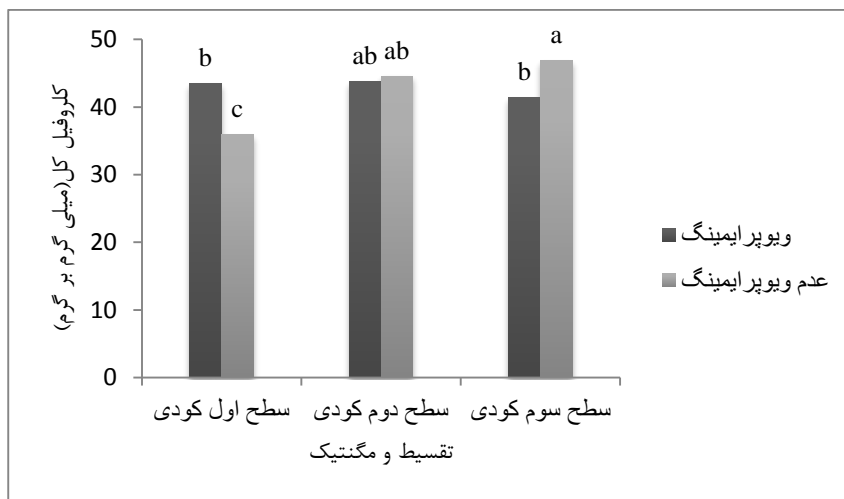 کلروفیل کل(میلی گرم بر گرم)
50
40
30
20
10
0
b
c
ab
ab
b
a
سطح اول کودی
سطح دوم کودی
سطح سوم کودی
تقسیط و مگنتیک
ویوپرایمینگ
عدم ویوپرایمینگ